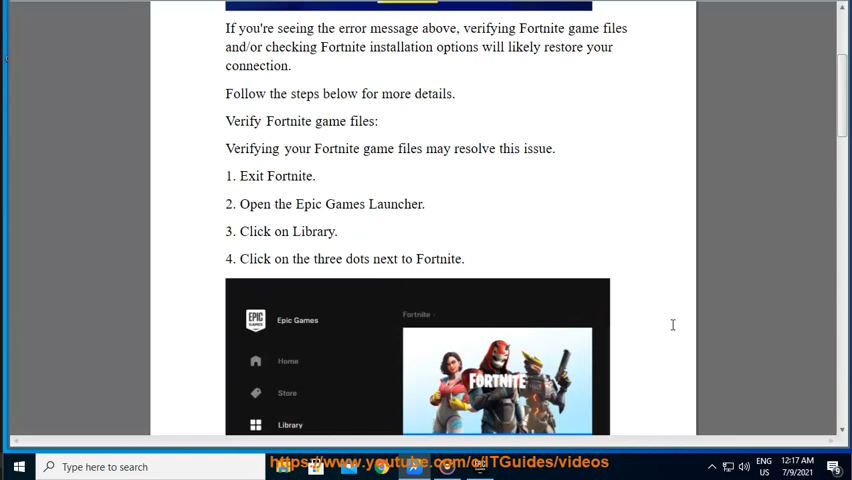 If you're seeing the error message above, verifying Fortnite game files
and/or checking Fortnite installation options will likely restore your
connection.
Follow the steps below for more details.
Verify Fortnite game files:
Verifying your Fortnite game files may resolve this issue.
1. Exit Fortnite.
2. Open the Epic Games Launcher.
3. Click on Library.
4. Click on the three dots next to Fortnite.
EPIC
GAMES
Epic Games
Fortnite
Home
FORTNITE
Store
Library
Type here to search
https://www.youtube.com/c/ITGuides/videos
ENG
US
12:17 AM
7/9/2021